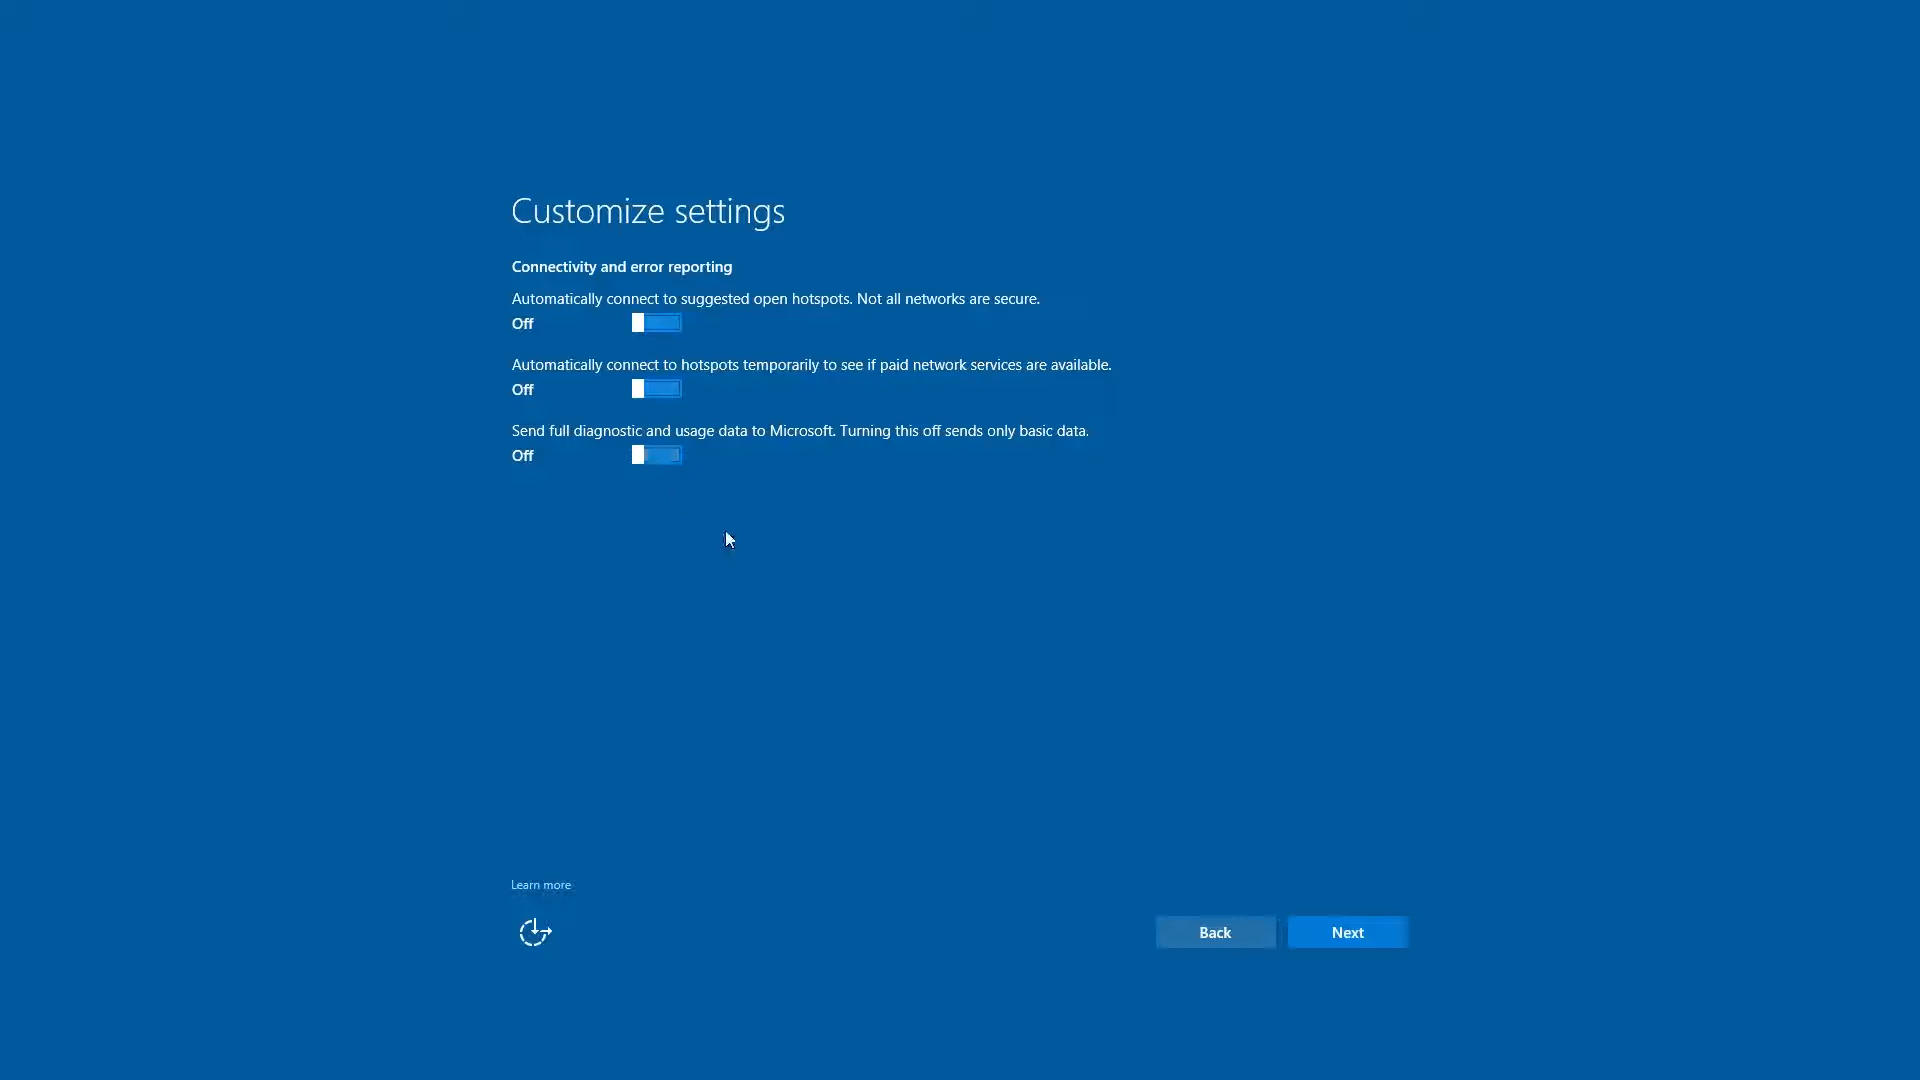 Customize settings
Connectivity and error reporting
Automatically connect to suggested open hotspots. Not all networks are secure.
Off
Automatically connect to hotspots temporarily to see if paid network services are available.
Off
Send full diagnostic and usage data to Microsoft. Turning this off sends only basic data.
Off
Learn more
Back
Next